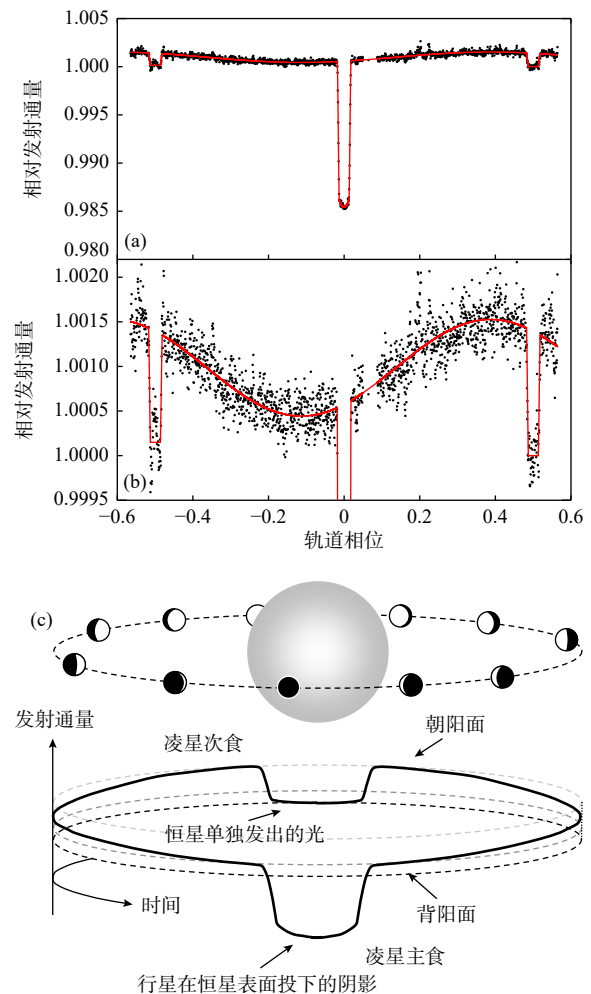 1.005
1.000
0.995
0.990
0.985
0.980
相对发射通量
(a)
1.0020
1.0015
1.0010
1.0005
1.0000
0.9995
相对发射通量
(b)
−0.6 −0.4 −0.2 0 0.2 0.4 0.6
轨道相位
(c)
发射通量
凌星次食
朝阳面
恒星单独发出的光
时间
背阳面
凌星主食
行星在恒星表面投下的阴影